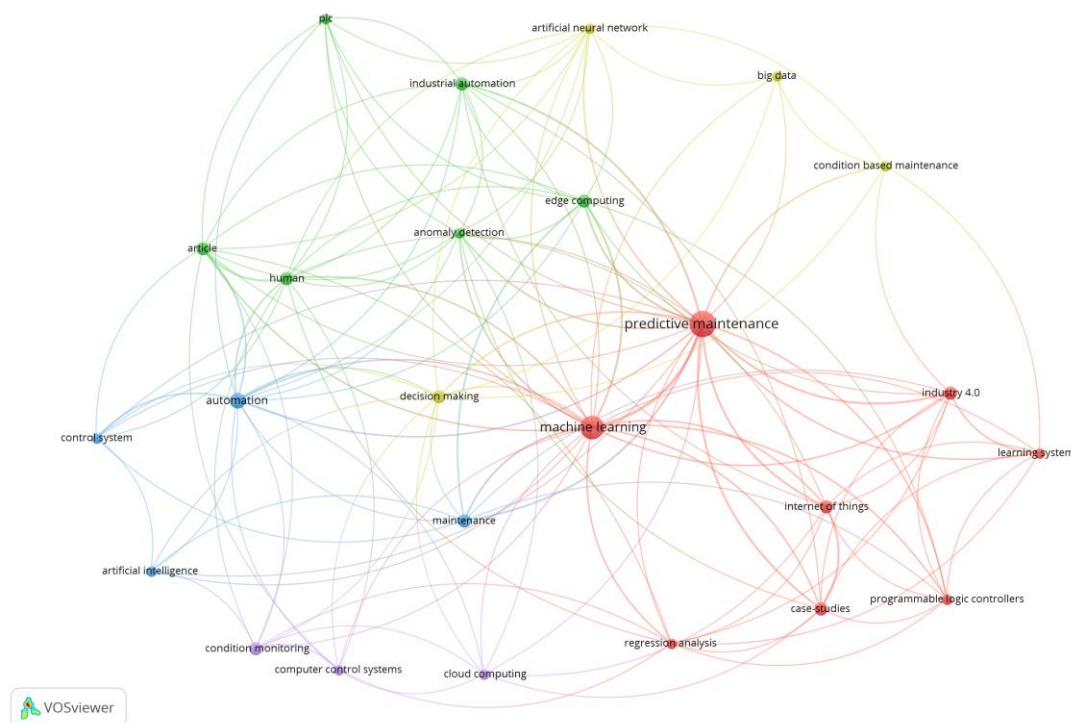 plc
artificial neural network
industrial automation
big data
condition based maintenance
edge computing
anomaly detection
article
human
predictive maintenance
industry 4.0
decision making
automation
machine learning
control system
learning system
internet of things
maintenance
artificial intelligence
programmable logic controllers
case-studies
regression analysis
condition monitoring
computer control systems
cloud computing
VOSviewer